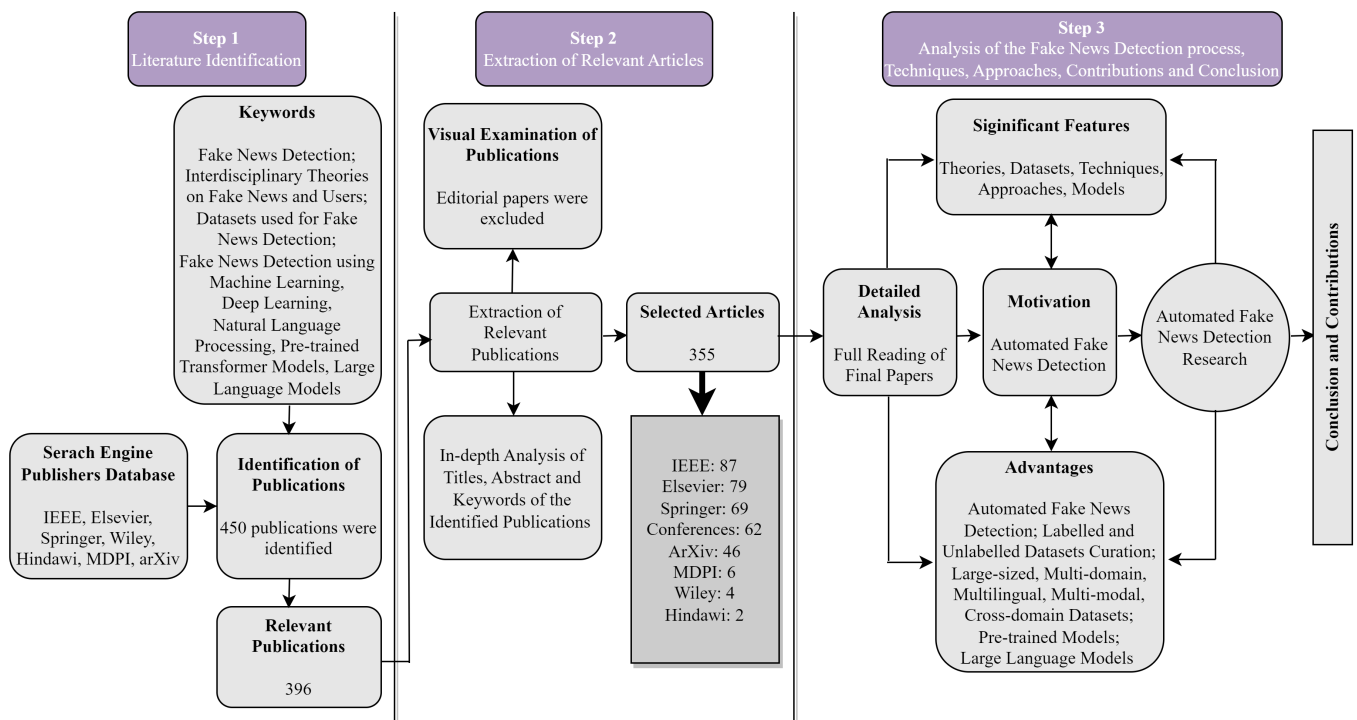 Step 1
Literature Identification
Keywords
Fake News Detection;
Interdisciplinary Theories
on Fake News and Users;
Datasets used for Fake
News Detection;
Fake News Detection using
Machine Learning,
Deep Learning,
Natural Language
Processing, Pre-trained
Transformer Models, Large
Language Models
Serach Engine
Publishers Database
IEEE, Elsevier,
Springer, Wiley,
Hindawi, MDPI, arXiv
Identification of
Publications
450 publications were
identified
Relevant
Publications
396
Step 2
Extraction of Relevant Articles
Visual Examination of
Publications
Editorial papers were
excluded
Extraction of
Relevant
Publications
In-depth Analysis of
Titles, Abstract and
Keywords of the
Identified Publications
Selected Articles
355
IEEE: 87
Elsevier: 79
Springer: 69
Conferences: 62
ArXiv: 46
MDPI: 6
Wiley: 4
Hindawi: 2
Step 3
Analysis of the Fake News Detection process,
Techniques, Approaches, Contributions and Conclusion
Siginificant Features
Theories, Datasets, Techniques,
Approaches, Models
Detailed
Analysis
Full Reading of
Final Papers
Motivation
Automated Fake
News Detection
Automated Fake
News Detection
Research
Advantages
Automated Fake News
Detection; Labelled and
Unlabelled Datasets Curation;
Large-sized, Multi-domain,
Multilingual, Multi-modal,
Cross-domain Datasets;
Pre-trained Models;
Large Language Models
Conclusion and Contributions